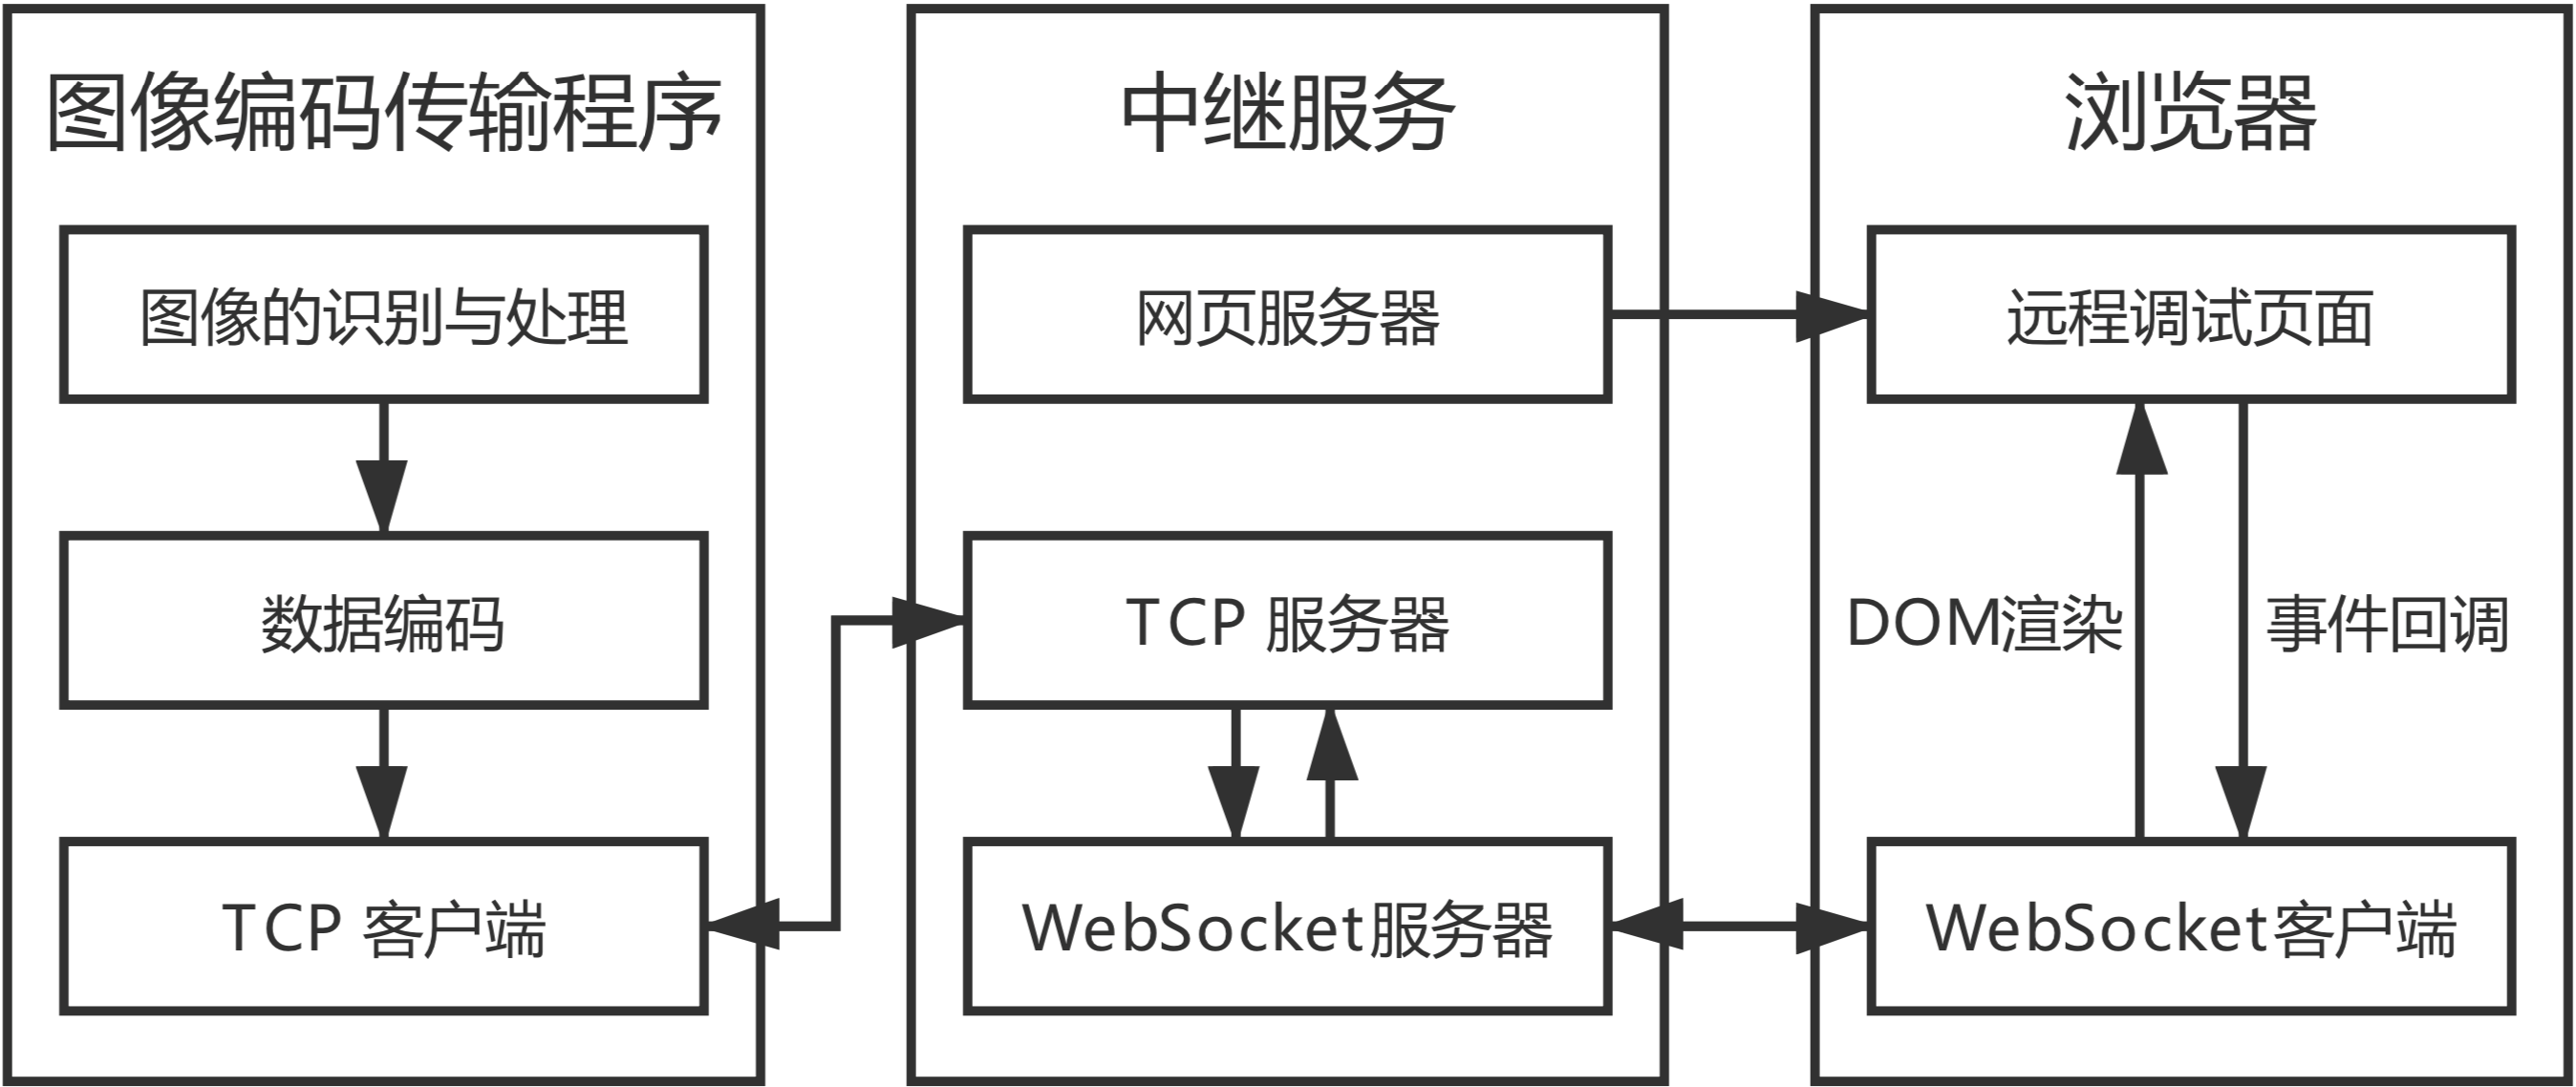 图像编码传输程序
图像的识别与处理
数据编码
TCP 客户端
中继服务
网页服务器
TCP 服务器
WebSocket服务器
浏览器
远程调试页面
DOM渲染
事件回调
WebSocket客户端